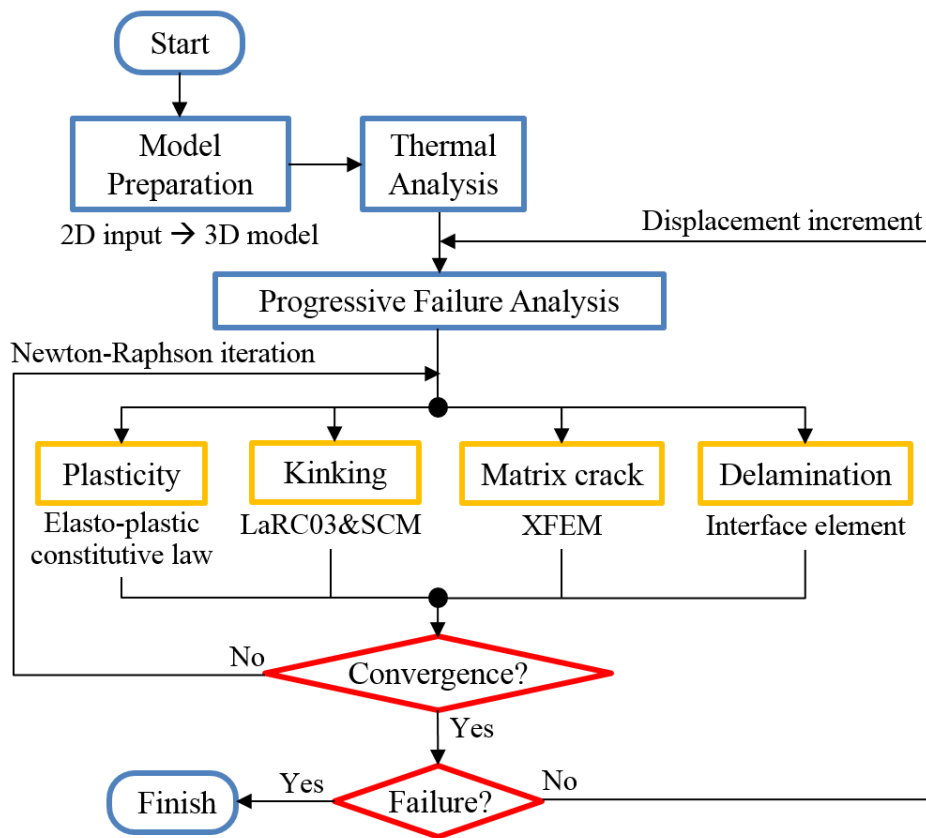 Start
Model
Preparation
Thermal
Analysis
2D input → 3D model
Displacement increment
Progressive Failure Analysis
Newton-Raphson iteration
Plasticity
Kinking
Matrix crack
Delamination
Elasto-plastic
constitutive law
LaRC03&SCM
XFEM
Interface element
No
Convergence?
Yes
Finish
Yes
Failure?
No